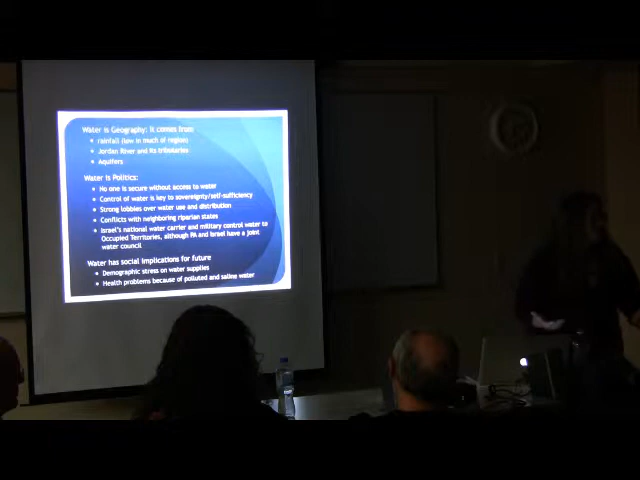 Water is Geography: it comes from:
rainfall (low in much of region)
Jordan River and its tributaries
Aquifers
Water is Politics:
No one is secure without access to water
Control of water is key to sovereignty/self-sufficiency
Strong lobbies over water use and distribution
Conflicts with neighboring riparian states
Israel's national water carrier and military control water to
Occupied Territories, although PA and Israel have a joint
water council
Water has social implications for future
Demographic stress on water supplies
Health problems because of polluted and saline water